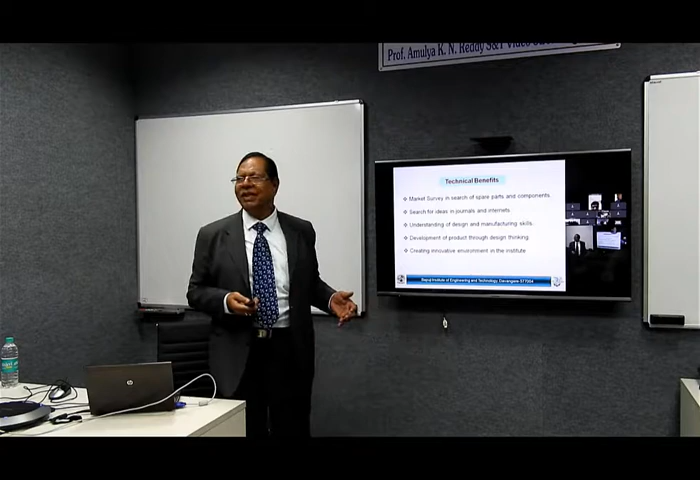 Prof. Amulya K. N. Reddy S&T Video
Technical Benefits
❖ Market Survey in search of spare parts and components.
❖ Search for ideas in journals and internets.
❖ Understanding of design and manufacturing skills.
❖ Development of product through design thinking
❖ Creating innovative environment in the institute
Institute of Engineering and Technology, Davangere-577004
hp